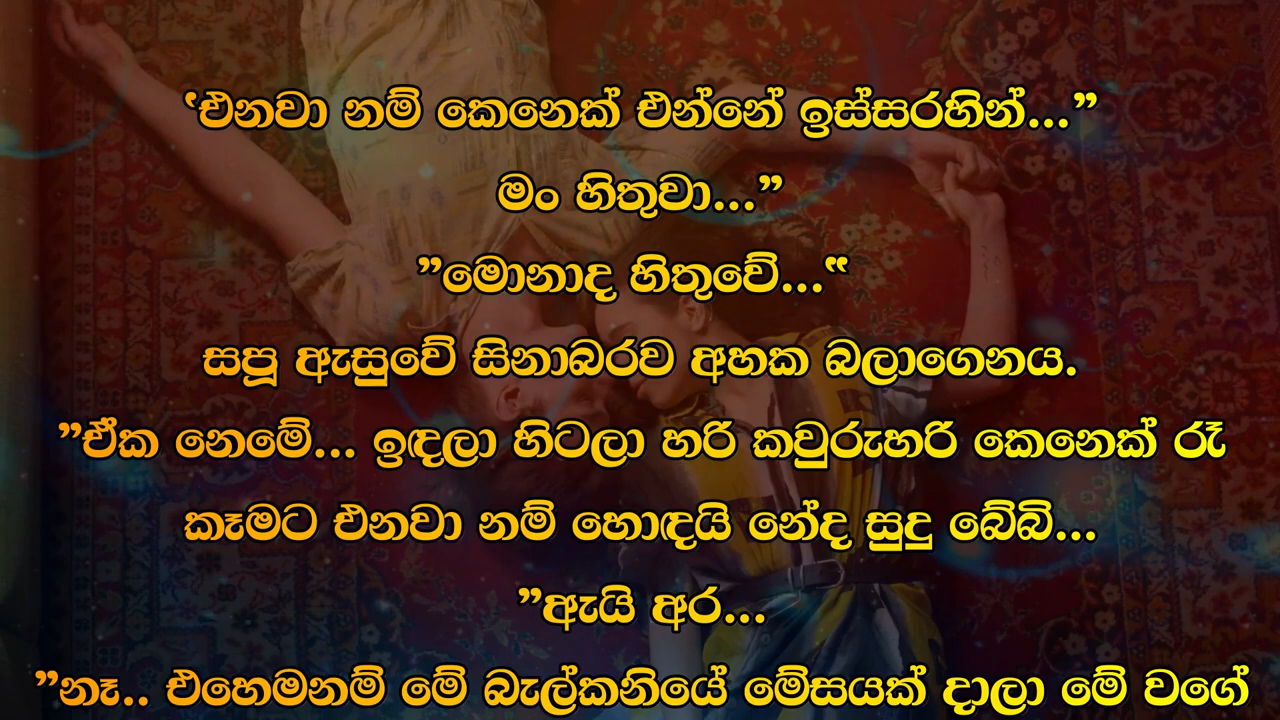 ‛එනවා නම් කෙනෙක් එන්නේ ඉස්සරහින්...”
මං හිතුවා...”
”මොනාද හිතුවේ...‟
සපූ ඇසුවේ සිනාබරව අහක බලාගෙනය.
”ඒක නෙමේ... ඉඳලා හිටලා හරි කවුරුහරි කෙනෙක් රෑ
කෑමට එනවා නම් හොඳයි නේද සුදු බේබි...
”ඇයි අර...
”නෑ.. එහෙමනම් මේ බැල්කනියේ මේසයක් දාලා මේ වගේ